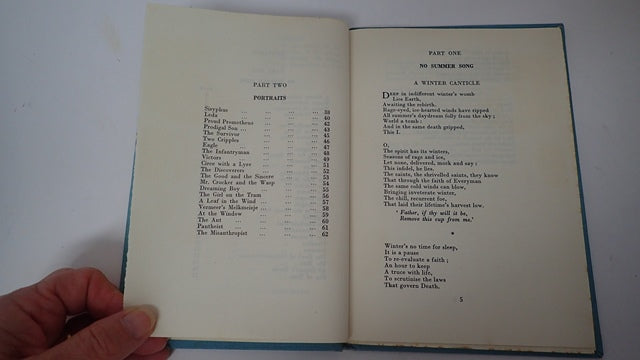 PART TWO
PORTRAITS
Sisyphus ... ... ... ... 38
Leda ... ... ... ... 40
Proud Prometheus ... ... ... 42
Prodigal Son ... ... ... ... 43
The Survivor ... ... ... 45
Two Cripples ... ... ... 46
Eagle ... ... ... ... 47
The Infantryman ... ... ... 48
Victors ... ... ... ... 49
Circe with a Lyre ... ... ... 51
The Discoverers ... ... ... 52
The Good and the Sincere ... ... 53
Mr. Crocker and the Wasp ... ... 54
Dreaming Boy ... ... ... 55
The Girl on the Tram ... ... 56
A Leaf in the Wind ... ... ... 57
Vermeer's Melkmeisje ... ... ... 58
At the Window ... ... ... 59
The Ant ... ... ... ... 60
Pantheist ... ... ... ... 61
The Misanthropist ... ... ... 62
PART ONE
NO SUMMER SONG
A WINTER CANTICLE
DEEP in indifferent winter's womb
Lies Earth,
Awaiting the rebirth.
Rage-eyed, ice-hearted winds have ripped
All summer's daydream folly from the sky ;
World a tomb :
And in the same death gripped,
This I.
O,
The spirit has its winters,
Seasons of rage and ice,
Let none, delivered, mock and say :
This infidel, he lies.
The saints, the shrivelled saints, they know
That through the faith of Everyman
The same cold winds can blow,
Bringing inveterate winter,
The chill, recurrent foe,
That laid their lifetime's harvest low.
' Father, if thy will it be,
Remove this cup from me.'
*
Winter's no time for sleep,
It is a pause
To re-evaluate a faith ;
An hour to keep
A truce with life,
To scrutinise the laws
That govern Death.
5